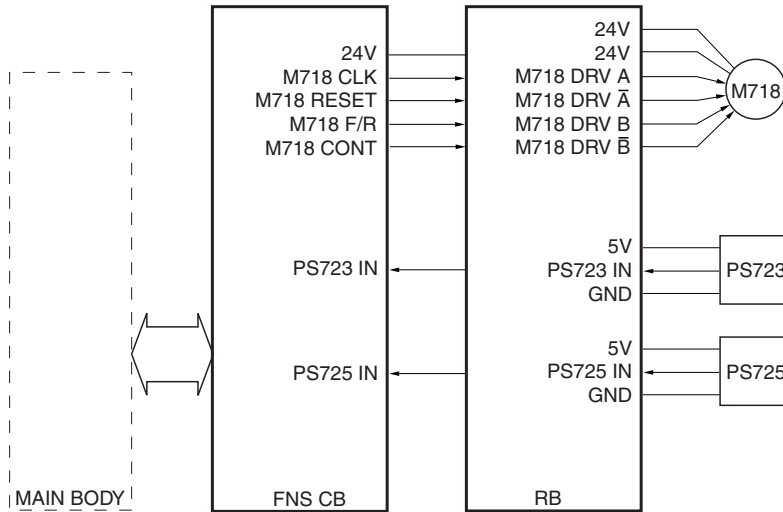 24V
M718 CLK
M718 RESET
M718 F/R
M718 CONT
PS723 IN
PS725 IN
24V
24V
M718 DRV A
M718 DRV A̅
M718 DRV B
M718 DRV B̅
M718
5V
PS723 IN
GND
PS723
5V
PS725 IN
GND
PS725
MAIN BODY
FNS CB
RB